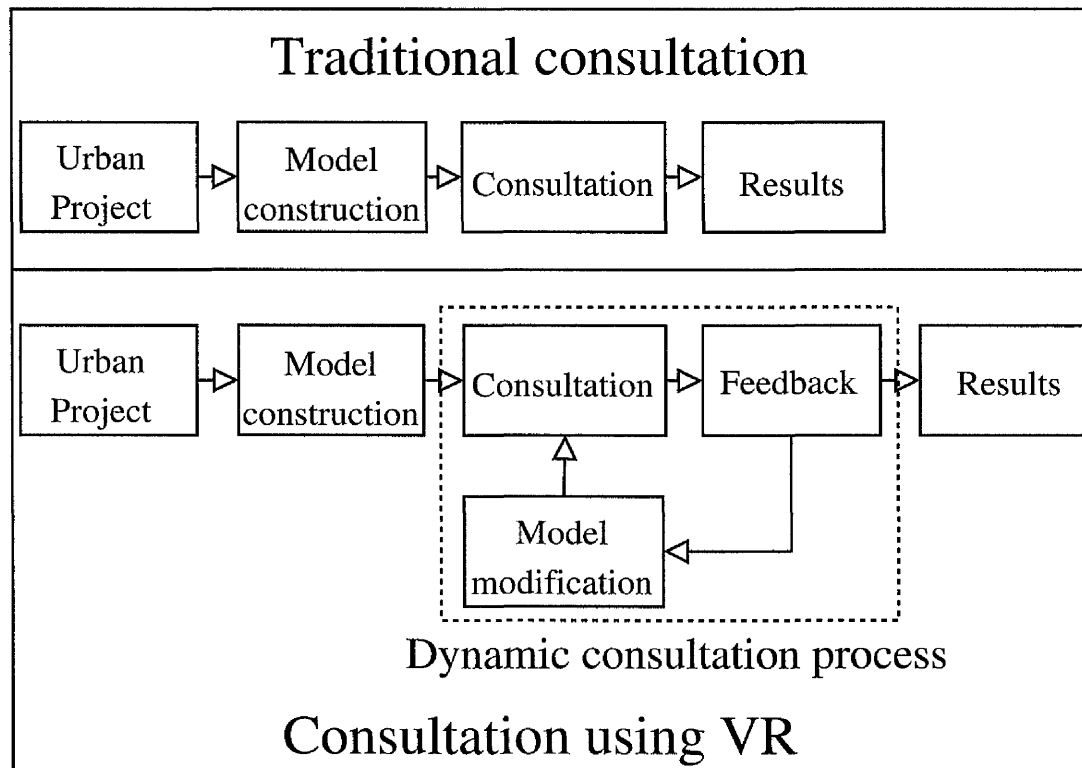 Traditional consultation
Urban
Project
Model
construction
Consultation
Results
Urban
Project
Model
construction
Consultation
Feedback
Results
Model
modification
Dynamic consultation process
Consultation using VR